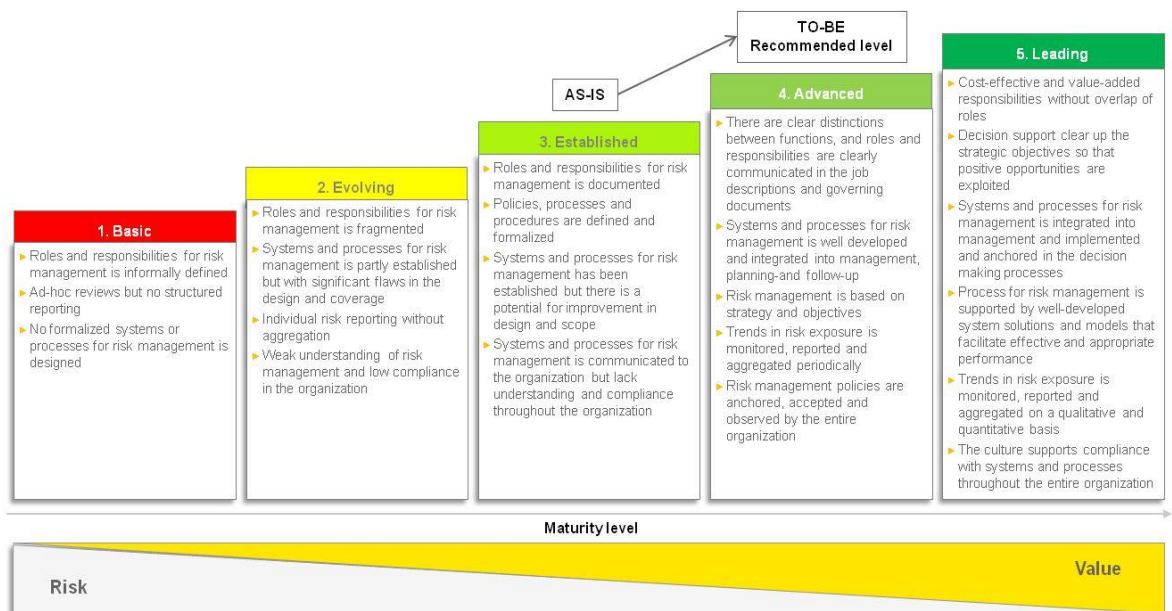 TO-BE
Recommended level
AS-IS
1. Basic
▸ Roles and responsibilities for risk
management is informally defined
▸ Ad-hoc reviews but no structured
reporting
▸ No formalized systems or
processes for risk management is
designed
2. Evolving
▸ Roles and responsibilities for risk
management is fragmented
▸ Systems and processes for risk
management is partly established
but with significant flaws in the
design and coverage
▸ Individual risk reporting without
aggregation
▸ Weak understanding of risk
management and low compliance
in the organization
3. Established
▸ Roles and responsibilities for risk
management is documented
▸ Policies, processes and
procedures are defined and
formalized
▸ Systems and processes for risk
management has been
established but there is a
potential for improvement in
design and scope
▸ Systems and processes for risk
management is communicated to
the organization but lack
understanding and compliance
throughout the organization
4. Advanced
▸ There are clear distinctions
between functions, and roles and
responsibilities are clearly
communicated in the job
descriptions and governing
documents
▸ Systems and processes for risk
management is well developed
and integrated into management,
planning-and follow-up
▸ Risk management is based on
strategy and objectives
▸ Trends in risk exposure is
monitored, reported and
aggregated periodically
▸ Risk management policies are
anchored, accepted and
observed by the entire
organization
5. Leading
▸ Cost-effective and value-added
responsibilities without overlap of
roles
▸ Decision support clear up the
strategic objectives so that
positive opportunities are
exploited
▸ Systems and processes for risk
management is integrated into
management and implemented
and anchored in the decision
making processes
▸ Process for risk management is
supported by well-developed
system solutions and models that
facilitate effective and appropriate
performance
▸ Trends in risk exposure is
monitored, reported and
aggregated on a qualitative and
quantitative basis
▸ The culture supports compliance
with systems and processes
throughout the entire organization
Maturity level
Risk
Value